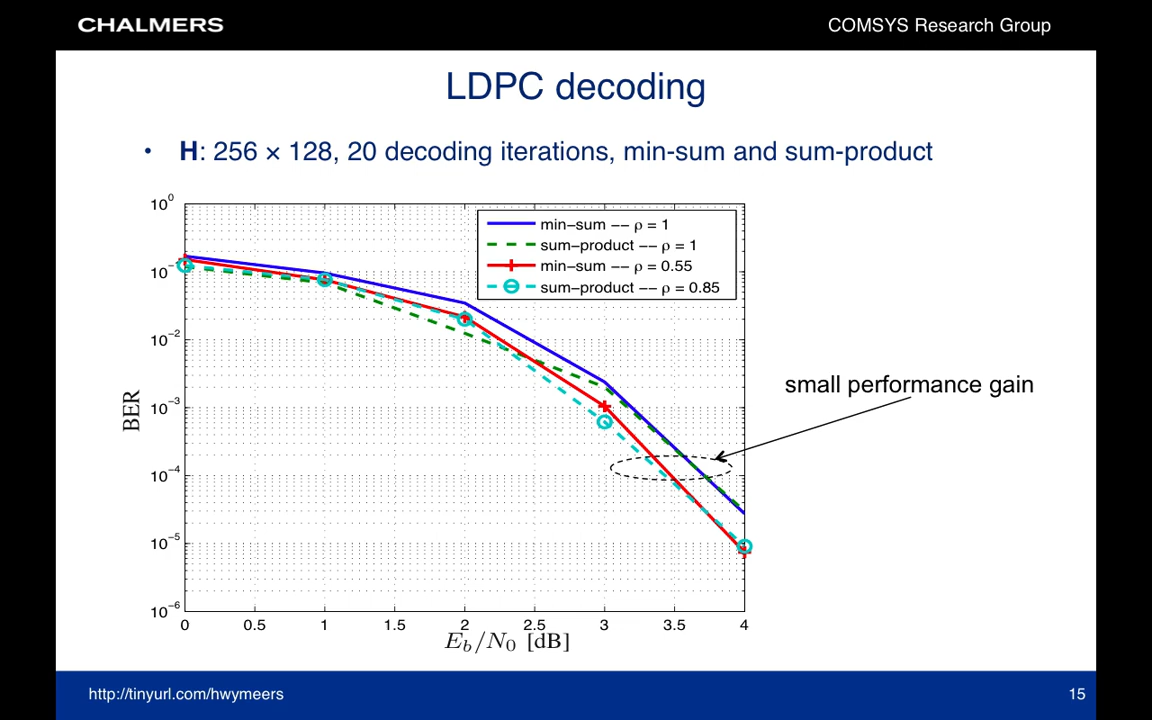 CHALMERS
COMSYS Research Group
LDPC decoding
• H: 256 × 128, 20 decoding iterations, min-sum and sum-product
min−sum −− ρ = 1
sum−product −− ρ = 1
min−sum −− ρ = 0.55
sum−product −− ρ = 0.85
10^0
10^−
10^−2
10^−3
10^−4
10^−5
10^−6
BER
small performance gain
0 0.5 1 1.5 2 2.5 3 3.5 4
E_b/N_0 [dB]
http://tinyurl.com/hwymeers
15